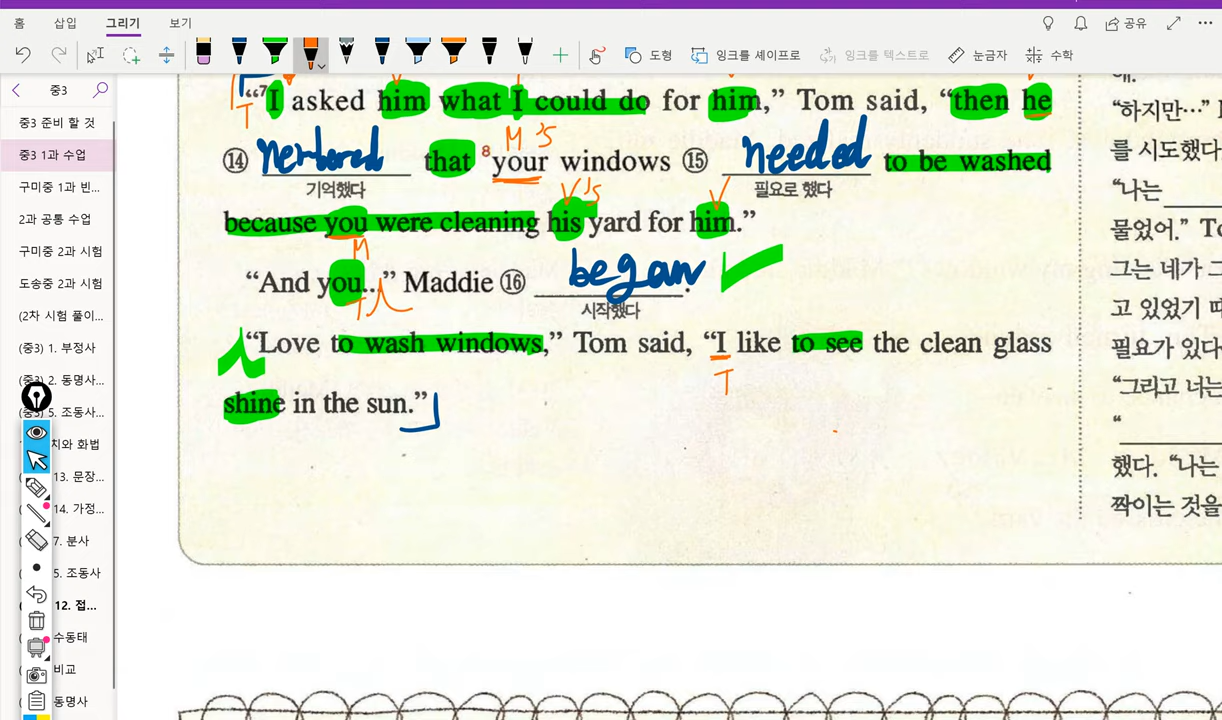 홈 삽입 그리기 보기
공유
도형 잉크를 셰이프로 잉크를 텍스트로 눈금자 수학
중3
중3 준비 할 것
중3 1과 수업
구미중 1과 빈...
2과 공통 수업
구미중 2과 시험
도송중 2과 시험
(2차 시험 풀이...
(중3) 1. 부정사
(중3) 2. 동명사...
(중3) 5. 조동사...
치와 화법
13. 문장...
14. 가정...
7. 분사
5. 조동사
12. 접...
수동태
비교
동명사
V T V V
T
“⁷I asked him what I could do for him,” Tom said, “then he
M 's
⑭ that ⁸your windows ⑮ needed to be washed
기억했다 필요로 했다
V's V
because you were cleaning his yard for him.”
M
“And you...” Maddie ⑯ began.
T 시작했다
“Love to wash windows,” Tom said, “I like to see the clean glass
T
shine in the sun.”
애.
“하지만…”
를 시도했다
“나는
물었어.”
그는 네가 그
고 있었기 때
필요가 있다
“그리고 너는
“
했다. “나는
짝이는 것을